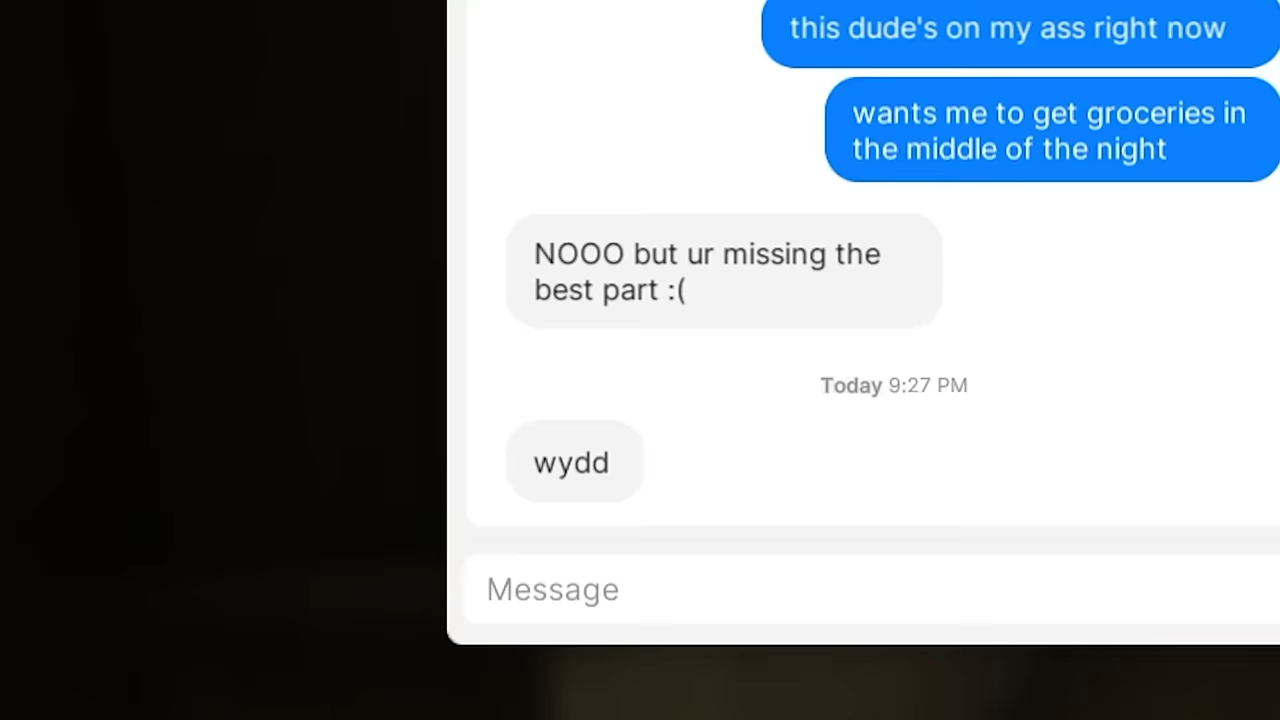 this dude's on my ass right now
wants me to get groceries in
the middle of the night
NOOO but ur missing the
best part :(
Today 9:27 PM
wydd
Message